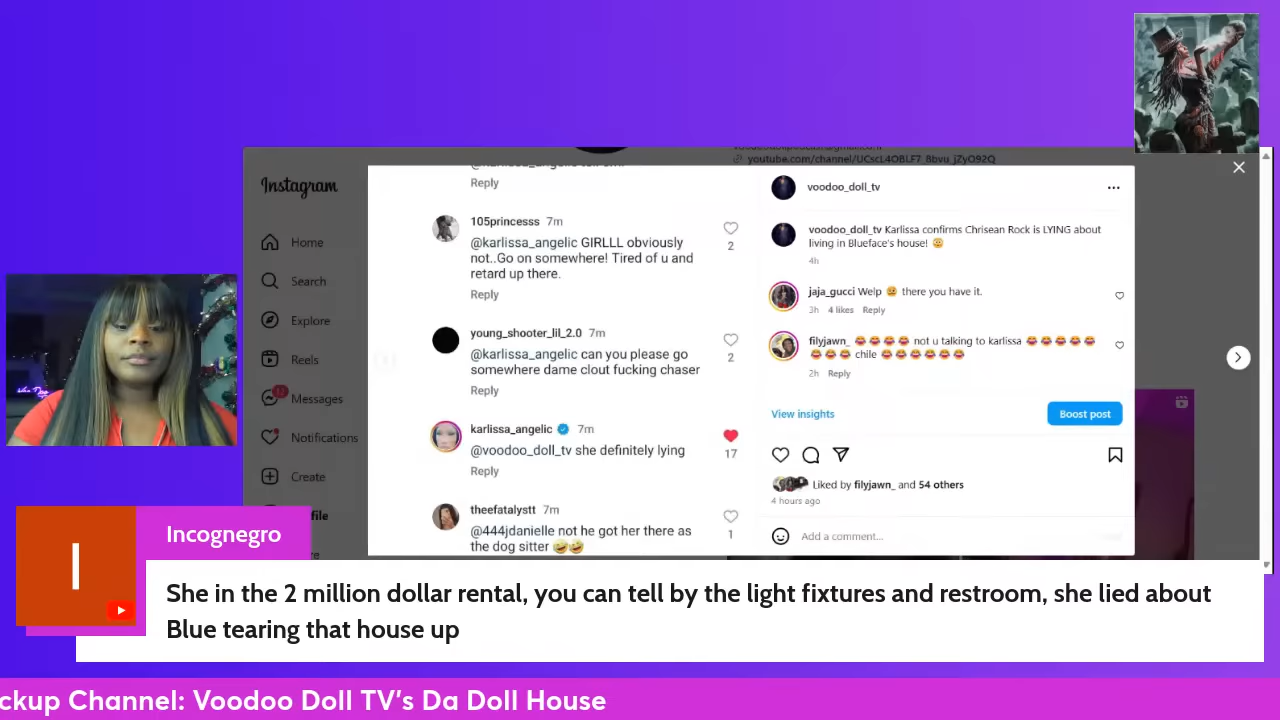 youtube.com/channel/UCscL4OBLF7_8bvu_jZyO92Q
Instagram
Home
Search
Explore
Reels
Messages
Notifications
Create
Reply
105princesss 7m
@karlissa_angelic GIRLLL obviously
not..Go on somewhere! Tired of u and
retard up there.
2
Reply
young_shooter_lil_2.0 7m
@karlissa_angelic can you please go
somewhere dame clout fucking chaser
2
Reply
karlissa_angelic 7m
@voodoo_doll_tv she definitely lying
17
Reply
theefatalystt 7m
@444jdanielle not he got her there as
the dog sitter 🤣🤣
1
voodoo_doll_tv
voodoo_doll_tv Karlissa confirms Chrisean Rock is LYING about
living in Blueface's house!
4h
jaja_gucci Welp there you have it.
3h 4 likes Reply
filyjawn_ 😂😂😂😂 not u talking to karlissa 😂😂😂😂😂
😂😂😂 chile 😂😂😂😂😂😂
2h Reply
View insights
Boost post
Liked by filyjawn_ and 54 others
4 hours ago
Add a comment...
I
Incognegro
She in the 2 million dollar rental, you can tell by the light fixtures and restroom, she lied about
Blue tearing that house up
ckup Channel: Voodoo Doll TV's Da Doll House